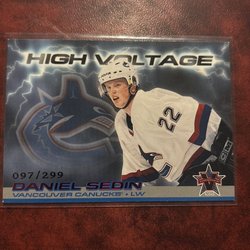 HIGH VOLTAGE
22
097/299
DANIEL SEDIN
VANCOUVER CANUCKS • LW